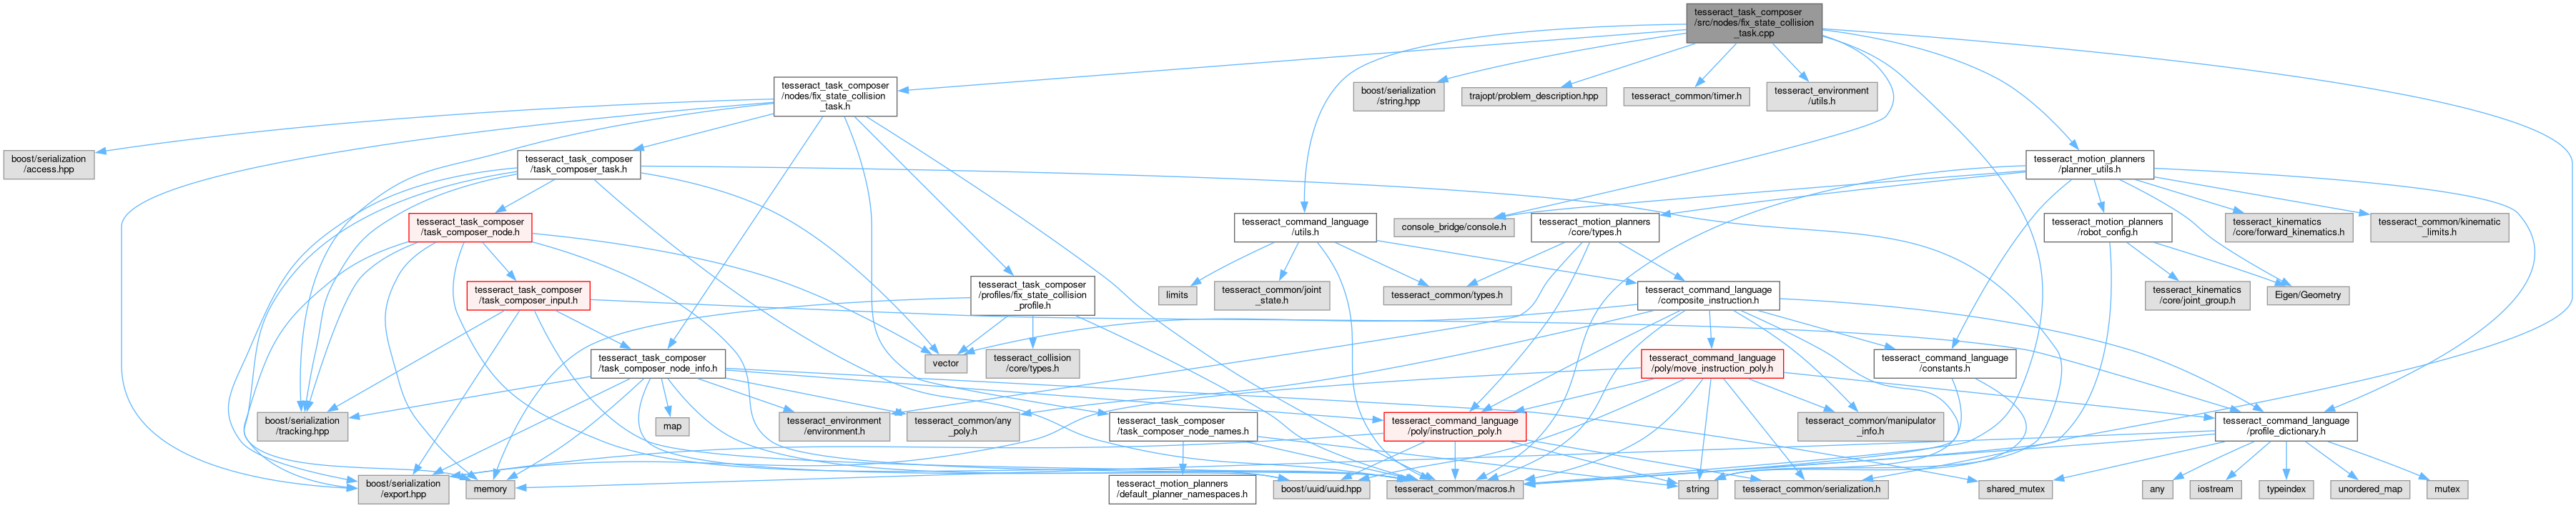 tesseract_task_composer
/src/nodes/fix_state_collision
_task.cpp
tesseract_task_composer
/nodes/fix_state_collision
_task.h
boost/serialization
/string.hpp
trajopt/problem_description.hpp
tesseract_common/timer.h
tesseract_environment
/utils.h
boost/serialization
/access.hpp
tesseract_task_composer
/task_composer_task.h
tesseract_motion_planners
/planner_utils.h
tesseract_task_composer
/task_composer_node.h
tesseract_command_language
/utils.h
console_bridge/console.h
tesseract_motion_planners
/core/types.h
tesseract_motion_planners
/robot_config.h
tesseract_kinematics
/core/forward_kinematics.h
tesseract_common/kinematic
_limits.h
tesseract_task_composer
/task_composer_input.h
tesseract_task_composer
/profiles/fix_state_collision
_profile.h
limits
tesseract_common/joint
_state.h
tesseract_common/types.h
tesseract_command_language
/composite_instruction.h
tesseract_kinematics
/core/joint_group.h
Eigen/Geometry
tesseract_task_composer
/task_composer_node_info.h
vector
tesseract_collision
/core/types.h
tesseract_command_language
/poly/move_instruction_poly.h
tesseract_command_language
/constants.h
boost/serialization
/tracking.hpp
map
tesseract_environment
/environment.h
tesseract_common/any
_poly.h
tesseract_task_composer
/task_composer_node_names.h
tesseract_command_language
/poly/instruction_poly.h
tesseract_common/manipulator
_info.h
tesseract_command_language
/profile_dictionary.h
boost/serialization
/export.hpp
memory
tesseract_motion_planners
/default_planner_namespaces.h
boost/uuid/uuid.hpp
tesseract_common/macros.h
string
tesseract_common/serialization.h
shared_mutex
any
iostream
typeindex
unordered_map
mutex